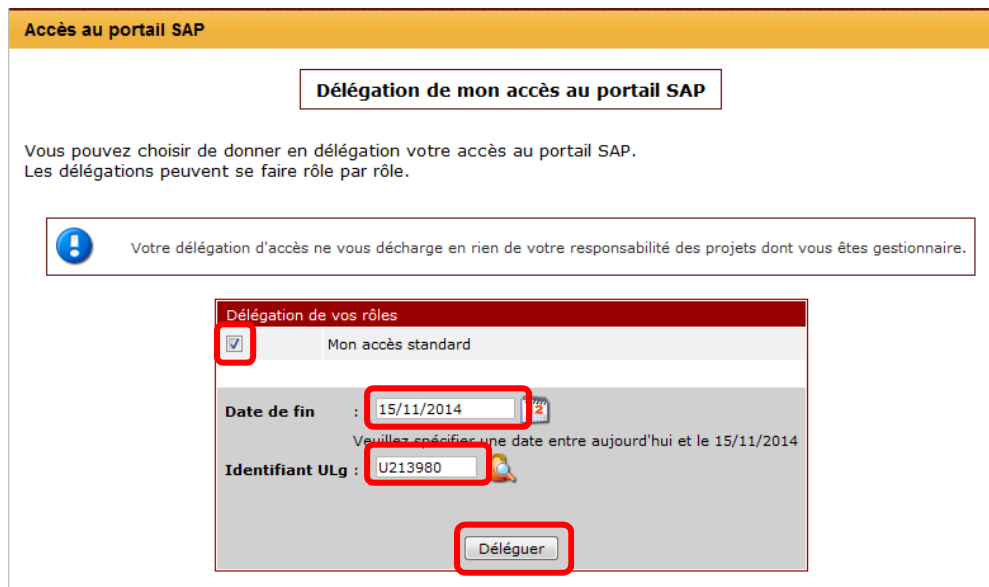 Accès au portail SAP
Délégation de mon accès au portail SAP
Vous pouvez choisir de donner en délégation votre accès au portail SAP.
Les délégations peuvent se faire rôle par rôle.
Votre délégation d'accès ne vous décharge en rien de votre responsabilité des projets dont vous êtes gestionnaire.
Délégation de vos rôles
Mon accès standard
Date de fin : 15/11/2014 2
Veuillez spécifier une date entre aujourd'hui et le 15/11/2014
Identifiant ULg : U213980
Déléguer